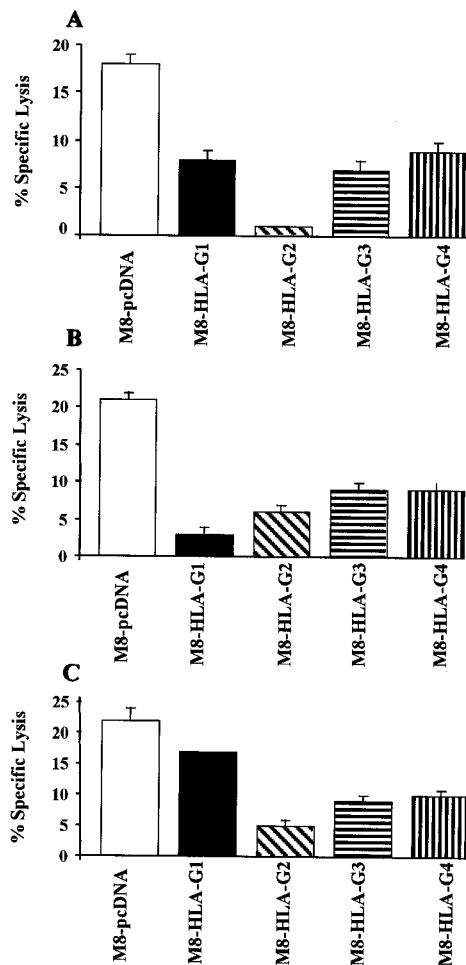 A
% Specific Lysis
20
15
10
5
0
M8-pcDNA
M8-HLA-G1
M8-HLA-G2
M8-HLA-G3
M8-HLA-G4
B
% Specific Lysis
25
20
15
10
5
0
M8-pcDNA
M8-HLA-G1
M8-HLA-G2
M8-HLA-G3
M8-HLA-G4
C
% Specific Lysis
25
20
15
10
5
0
M8-pcDNA
M8-HLA-G1
M8-HLA-G2
M8-HLA-G3
M8-HLA-G4